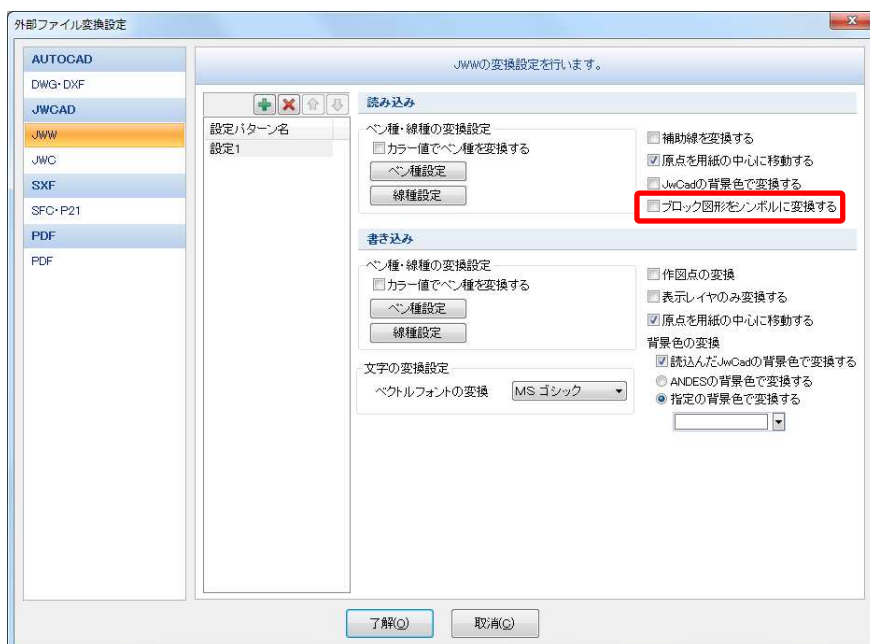 外部ファイル変換設定
AUTOCAD
DWG・DXF
JWCAD
JWW
JWC
SXF
SFC・P21
PDF
PDF
JWWの変換設定を行います。
設定パターン名
設定1
読み込み
ペン種・線種の変換設定
カラー値でペン種を変換する
ペン種設定
線種設定
補助線を変換する
原点を用紙の中心に移動する
JwCadの背景色で変換する
ブロック図形をシンボルに変換する
書き込み
ペン種・線種の変換設定
カラー値でペン種を変換する
ペン種設定
線種設定
文字の変換設定
ベクトルフォントの変換 MS ゴシック
作図点の変換
表示レイヤのみ変換する
原点を用紙の中心に移動する
背景色の変換
読込んだJwCadの背景色で変換する
ANDESの背景色で変換する
指定の背景色で変換する
了解(O) 取消(C)